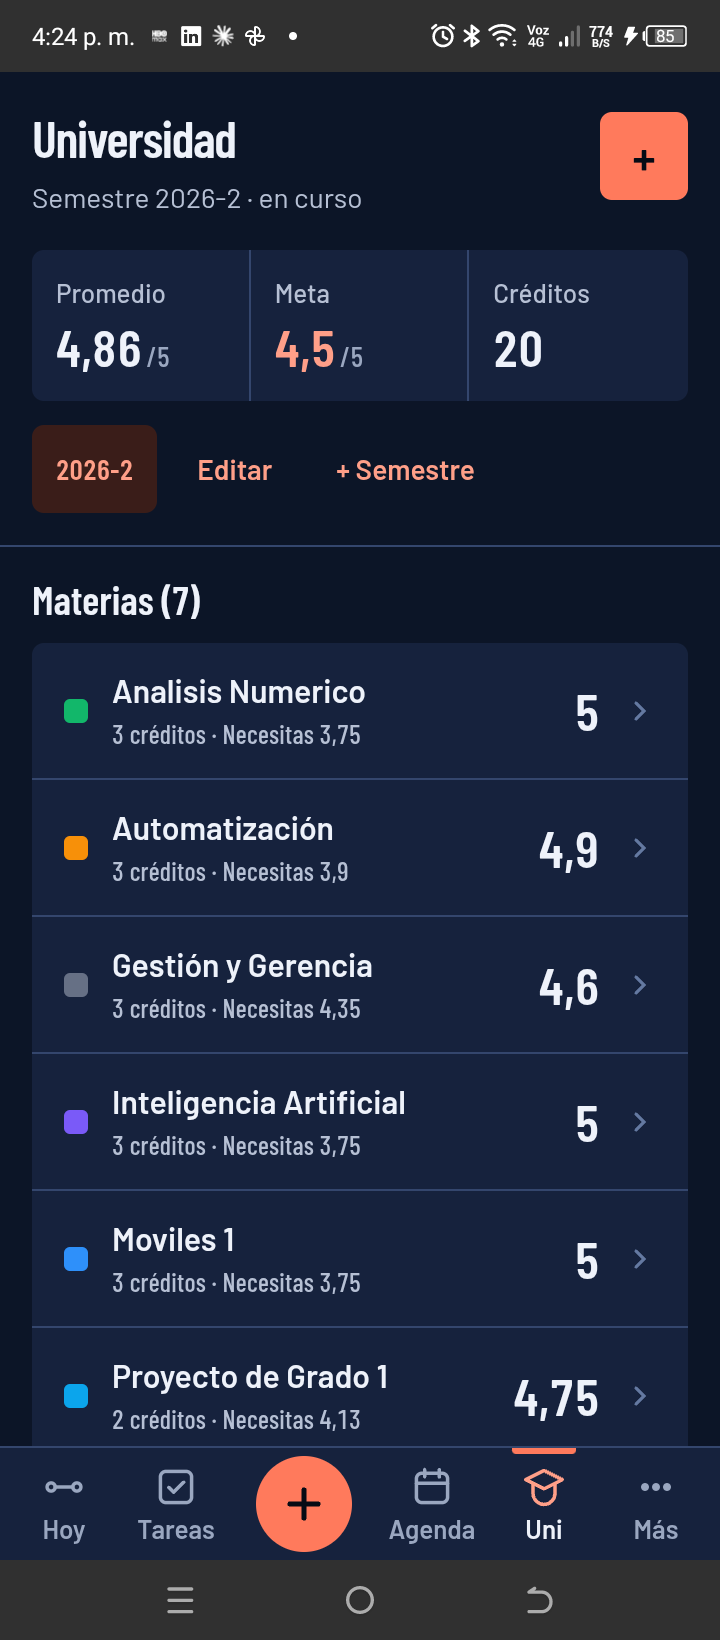 4:24 p. m.
Voz 4G 774 B/S 85
Universidad
+
Semestre 2026-2 · en curso
Promedio Meta Créditos
4,86 /5 4,5 /5 20
2026-2 Editar + Semestre
Materias (7)
Analisis Numerico
3 créditos · Necesitas 3,75
5
Automatización
3 créditos · Necesitas 3,9
4,9
Gestión y Gerencia
3 créditos · Necesitas 4,35
4,6
Inteligencia Artificial
3 créditos · Necesitas 3,75
5
Moviles 1
3 créditos · Necesitas 3,75
5
Proyecto de Grado 1
2 créditos · Necesitas 4,13
4,75
Hoy Tareas + Agenda Uni Más